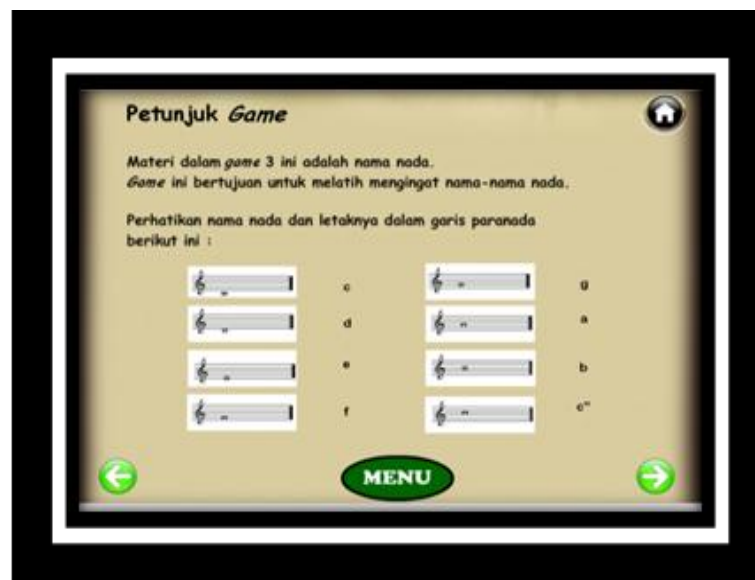 Petunjuk Game
Materi dalam game 3 ini adalah nama nada.
Game ini bertujuan untuk melatih mengingat nama-nama nada.
Perhatikan nama nada dan letaknya dalam garis paranada
berikut ini :
c g
d a
e b
f c"
MENU